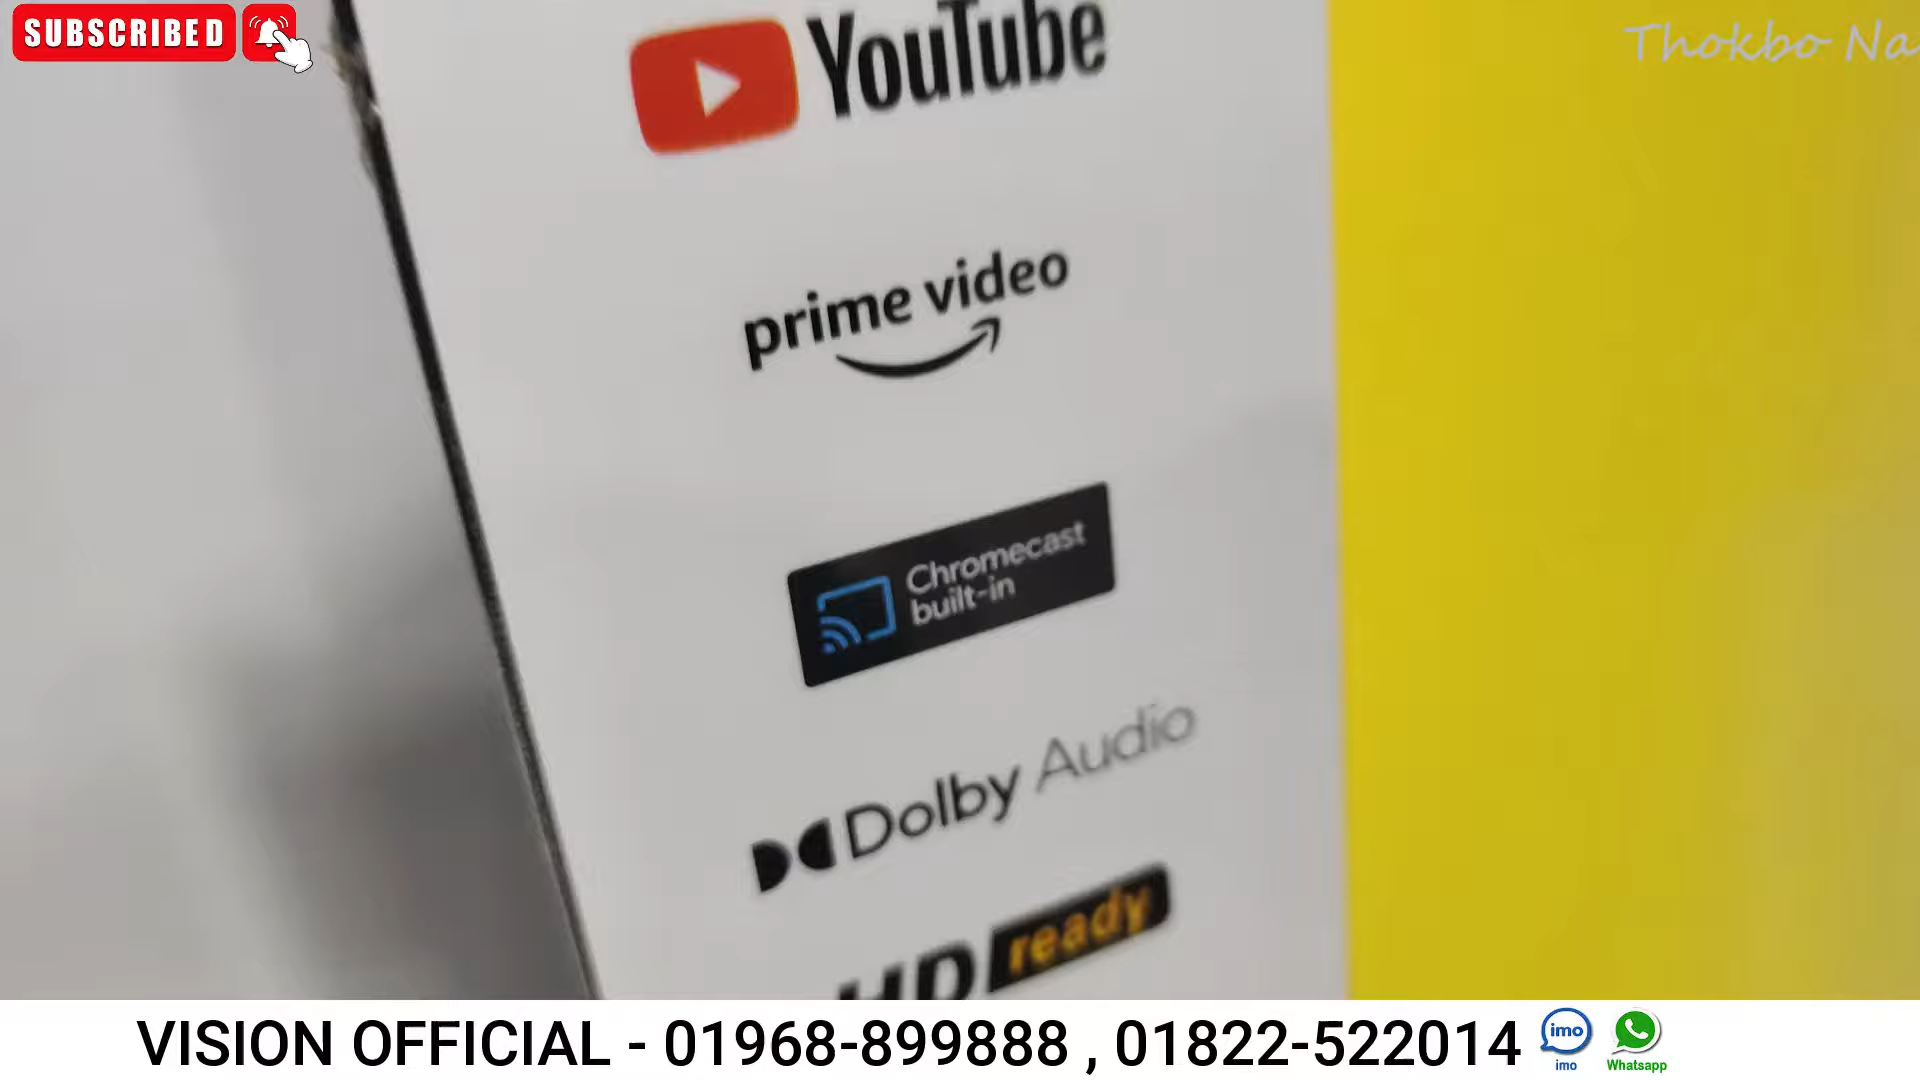 SUBSCRIBED
Thokbo Na
YouTube
prime video
Chromecast
built-in
Dolby Audio
HD ready
VISION OFFICIAL - 01968-899888 , 01822-522014
imo
imo
Whatsapp